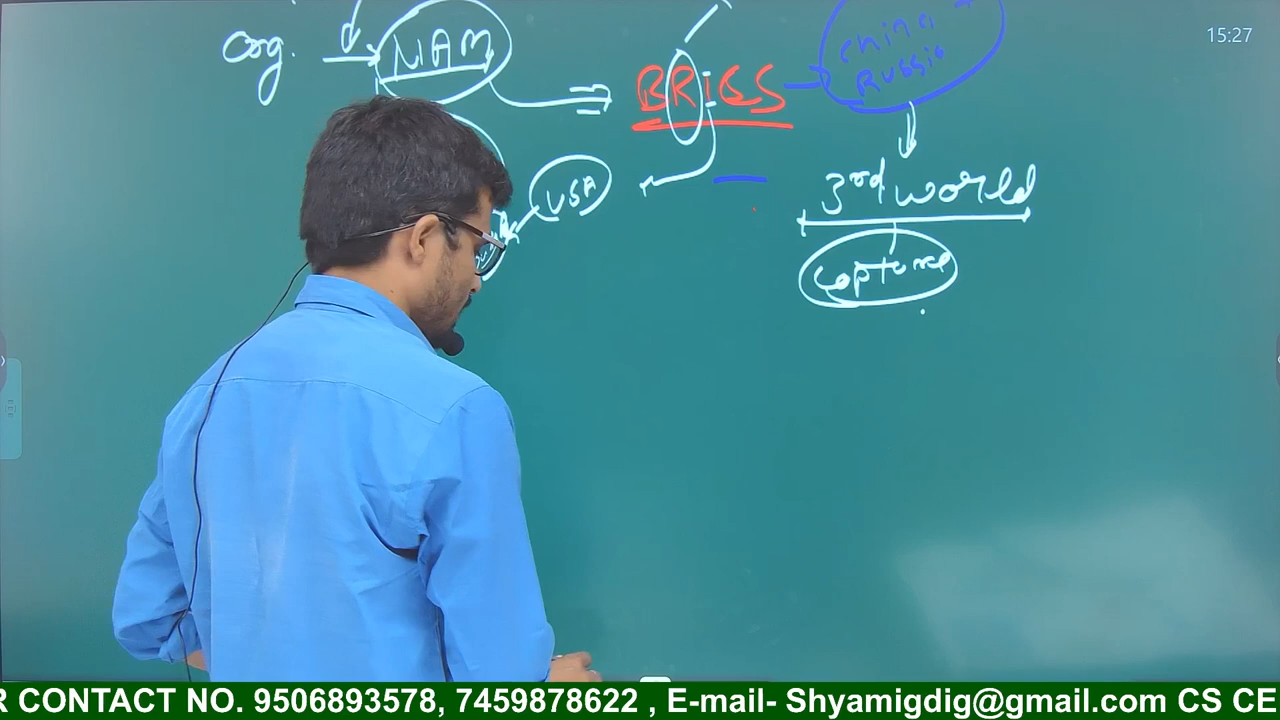 15:27
Org. NAM
BRICS
China
Russia
USA
3rd world
Capture
R CONTACT NO. 9506893578, 7459878622 , E-mail- Shyamigdig@gmail.com CS CE